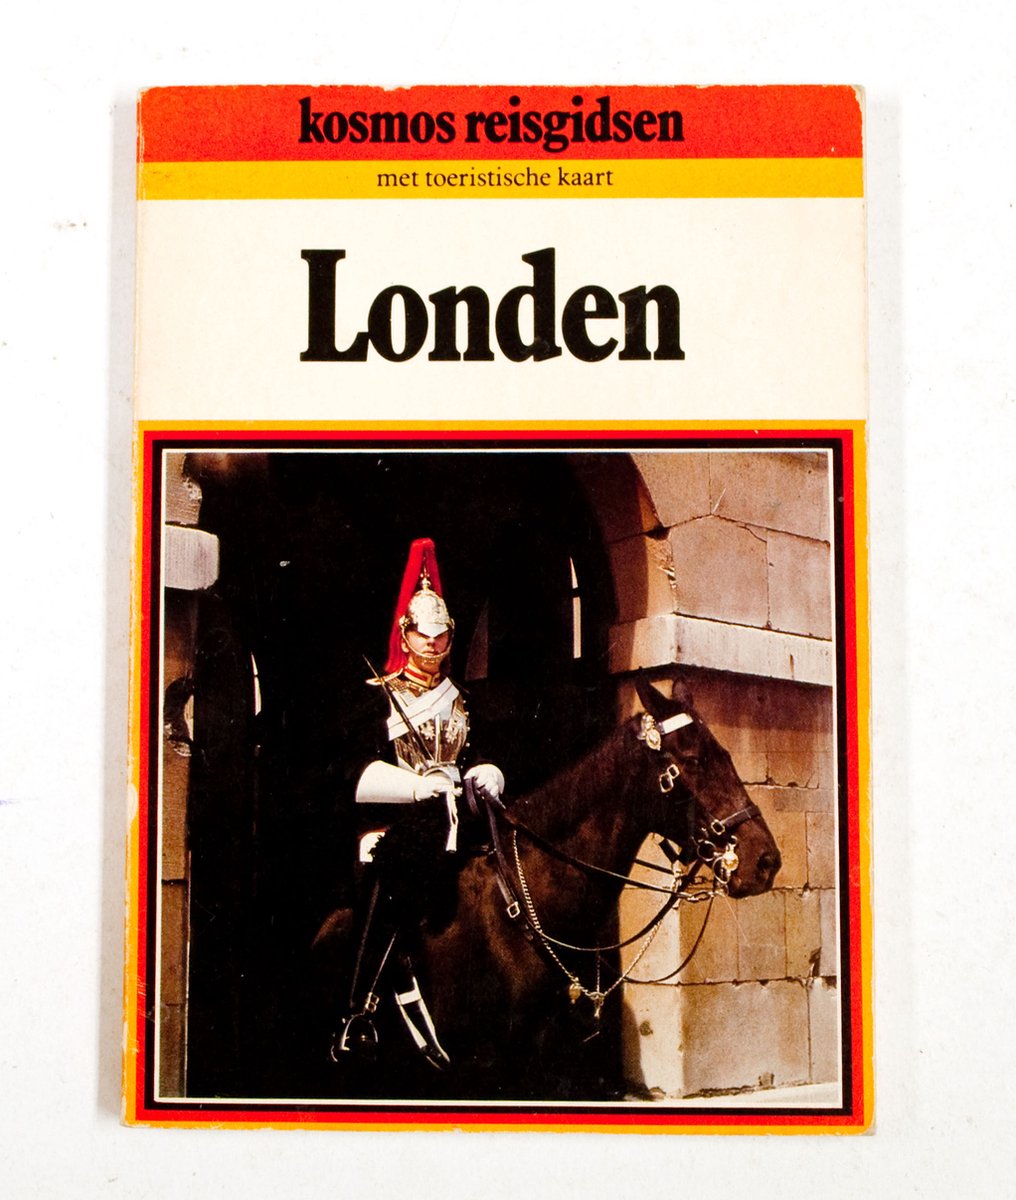 kosmos reisgidsen
met toeristische kaart
Londen